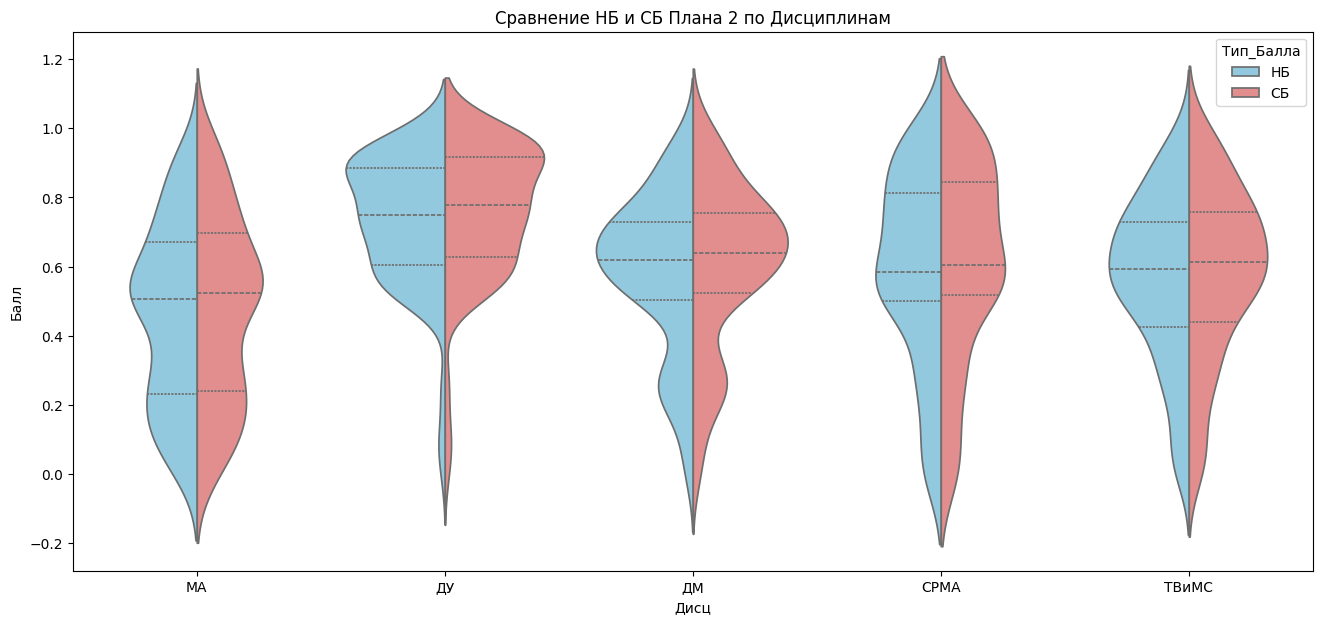 Сравнение НБ и СБ Плана 2 по Дисциплинам
Тип_Балла
НБ
СБ
Балл
1.2
1.0
0.8
0.6
0.4
0.2
0.0
−0.2
МА
ДУ
ДМ
СРМА
ТВиМС
Дисц